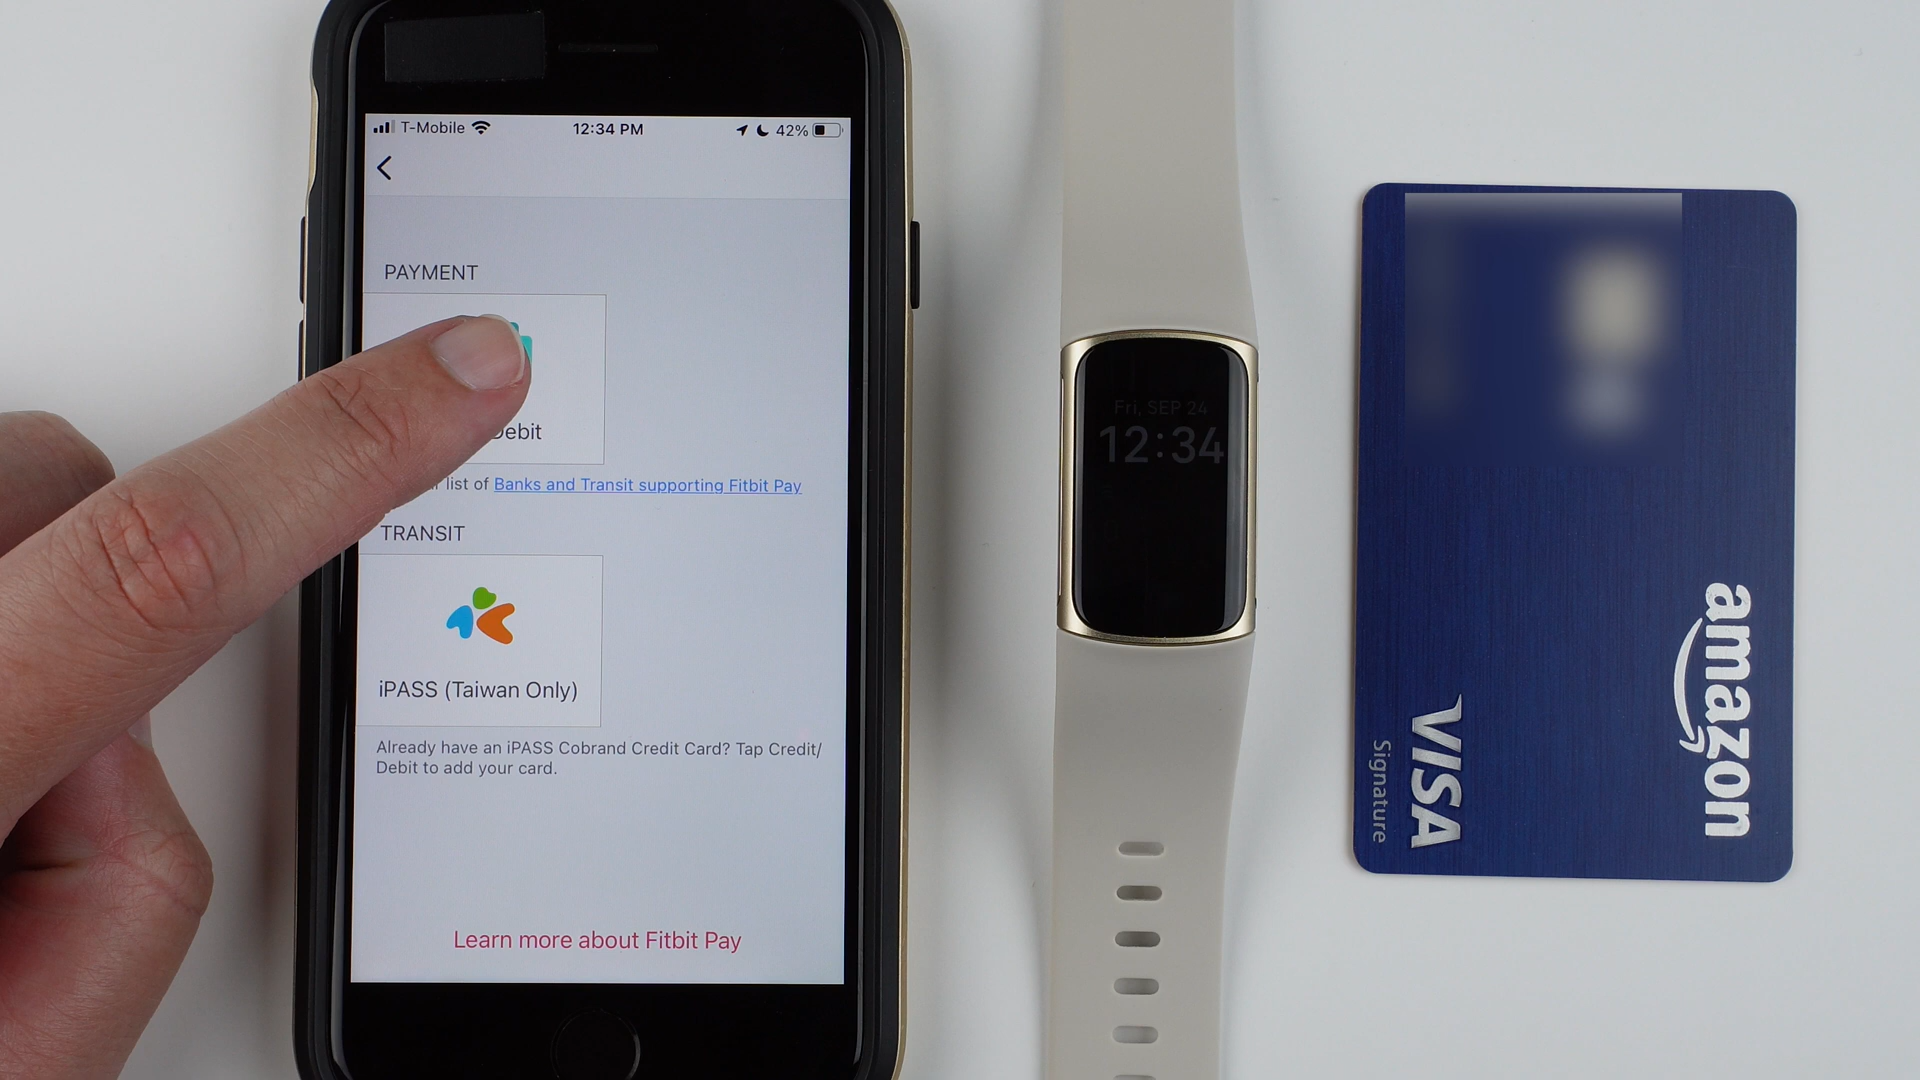 T-Mobile 12:34 PM 42%
PAYMENT
Debit
list of Banks and Transit supporting Fitbit Pay
TRANSIT
iPASS (Taiwan Only)
Already have an iPASS Cobrand Credit Card? Tap Credit/
Debit to add your card.
Learn more about Fitbit Pay
Fri, SEP 24
12:34
amazon
VISA
Signature